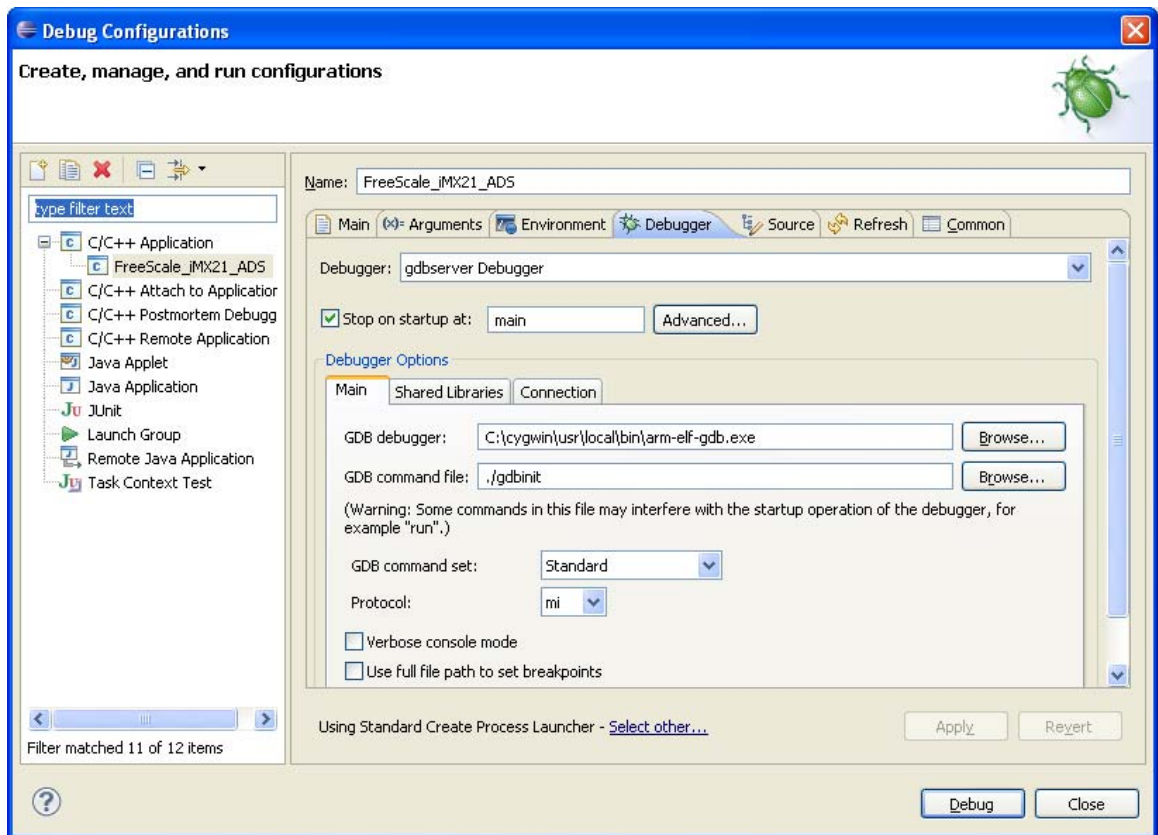 Debug Configurations
Create, manage, and run configurations
type filter text
C/C++ Application
FreeScale_iMX21_ADS
C/C++ Attach to Application
C/C++ Postmortem Debugg
C/C++ Remote Application
Java Applet
Java Application
JUnit
Launch Group
Remote Java Application
Task Context Test
Filter matched 11 of 12 items
Name: FreeScale_iMX21_ADS
Main (x)= Arguments Environment Debugger Source Refresh Common
Debugger: gdbserver Debugger
Stop on startup at: main Advanced...
Debugger Options
Main Shared Libraries Connection
GDB debugger: C:\cygwin\usr\local\bin\arm-elf-gdb.exe Browse...
GDB command file: ./gdbinit Browse...
(Warning: Some commands in this file may interfere with the startup operation of the debugger, for
example "run".)
GDB command set: Standard
Protocol: mi
Verbose console mode
Use full file path to set breakpoints
Using Standard Create Process Launcher - Select other...
Apply Revert
Debug Close